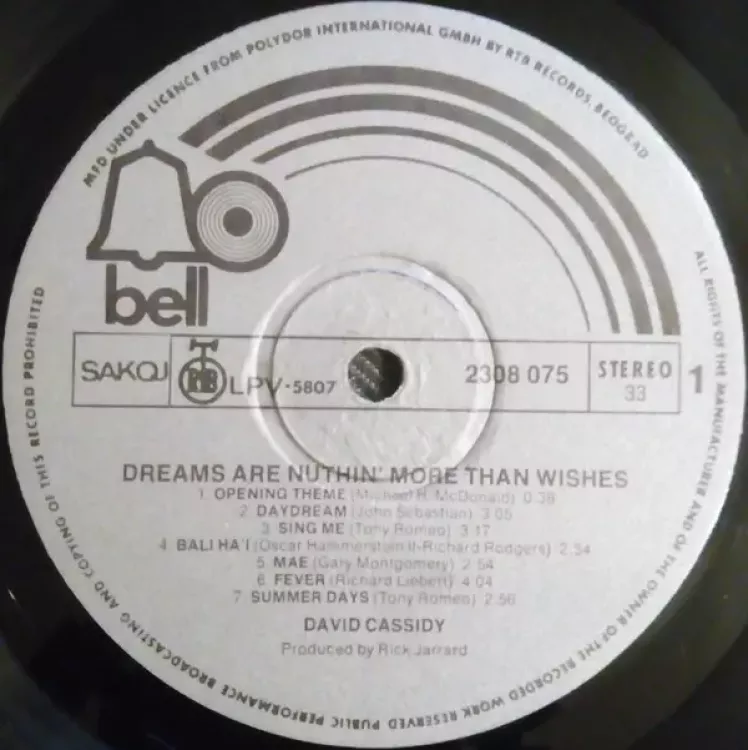 MFD UNDER LICENCE FROM POLYDOR INTERNATIONAL GMBH BY RTB RECORDS, BEOGRAD
bell
SAKOJ RTB LPV-5807 2308 075 STEREO 33 1
DREAMS ARE NUTHIN' MORE THAN WISHES
1 OPENING THEME (Michael H. McDonald) 0:38
2 DAYDREAM (John Sebastian) 3:05
3 SING ME (Tony Romeo) 3:17
4 BALI HA'I (Oscar Hammerstein II-Richard Rodgers) 2:34
5 MAE (Gary Montgomery) 2:54
6 FEVER (Richard Liebert) 4:04
7 SUMMER DAYS (Tony Romeo) 2:56
DAVID CASSIDY
Produced by Rick Jarrard
ALL RIGHTS OF THE MANUFACTURER AND OF THE OWNER OF THE RECORDED WORK RESERVED PUBLIC PERFORMANCE BROADCASTING AND COPYING OF THIS RECORD PROHIBITED